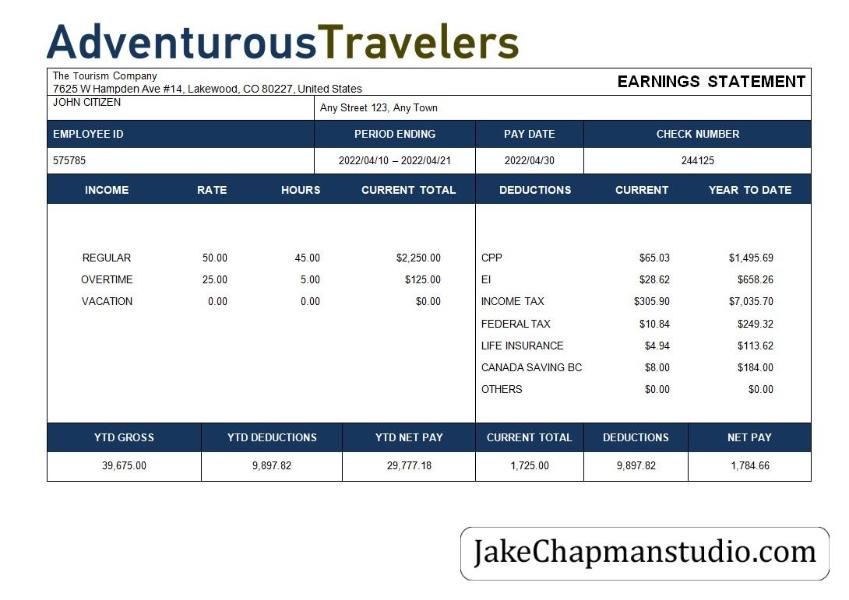 AdventurousTravelers
The Tourism Company
7625 W Hampden Ave #14, Lakewood, CO 80227, United States
EARNINGS STATEMENT
JOHN CITIZEN
Any Street 123, Any Town
EMPLOYEE ID PERIOD ENDING PAY DATE CHECK NUMBER
575785 2022/04/10 – 2022/04/21 2022/04/30 244125
INCOME RATE HOURS CURRENT TOTAL DEDUCTIONS CURRENT YEAR TO DATE
REGULAR 50.00 45.00 $2,250.00 CPP $65.03 $1,495.69
OVERTIME 25.00 5.00 $125.00 EI $28.62 $658.26
VACATION 0.00 0.00 $0.00 INCOME TAX $305.90 $7,035.70
FEDERAL TAX $10.84 $249.32
LIFE INSURANCE $4.94 $113.62
CANADA SAVING BC $8.00 $184.00
OTHERS $0.00 $0.00
YTD GROSS YTD DEDUCTIONS YTD NET PAY CURRENT TOTAL DEDUCTIONS NET PAY
39,675.00 9,897.82 29,777.18 1,725.00 9,897.82 1,784.66
JakeChapmanstudio.com